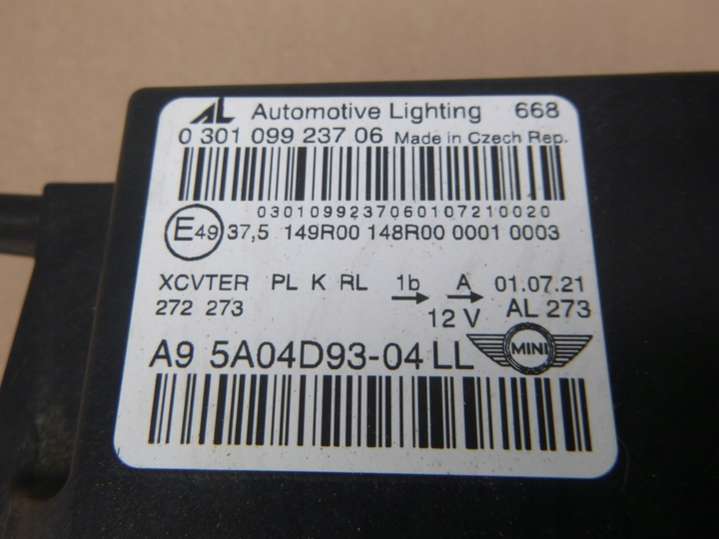 AL Automotive Lighting 668
0 301 099 237 06 Made in Czech Rep.
0301099237060107210020
E49 37,5 149R00 148R00 0001 0003
XCVTER PL K RL 1b A 01.07.21
272 273 12 V AL 273
A9 5A04D93-04 LL MINI